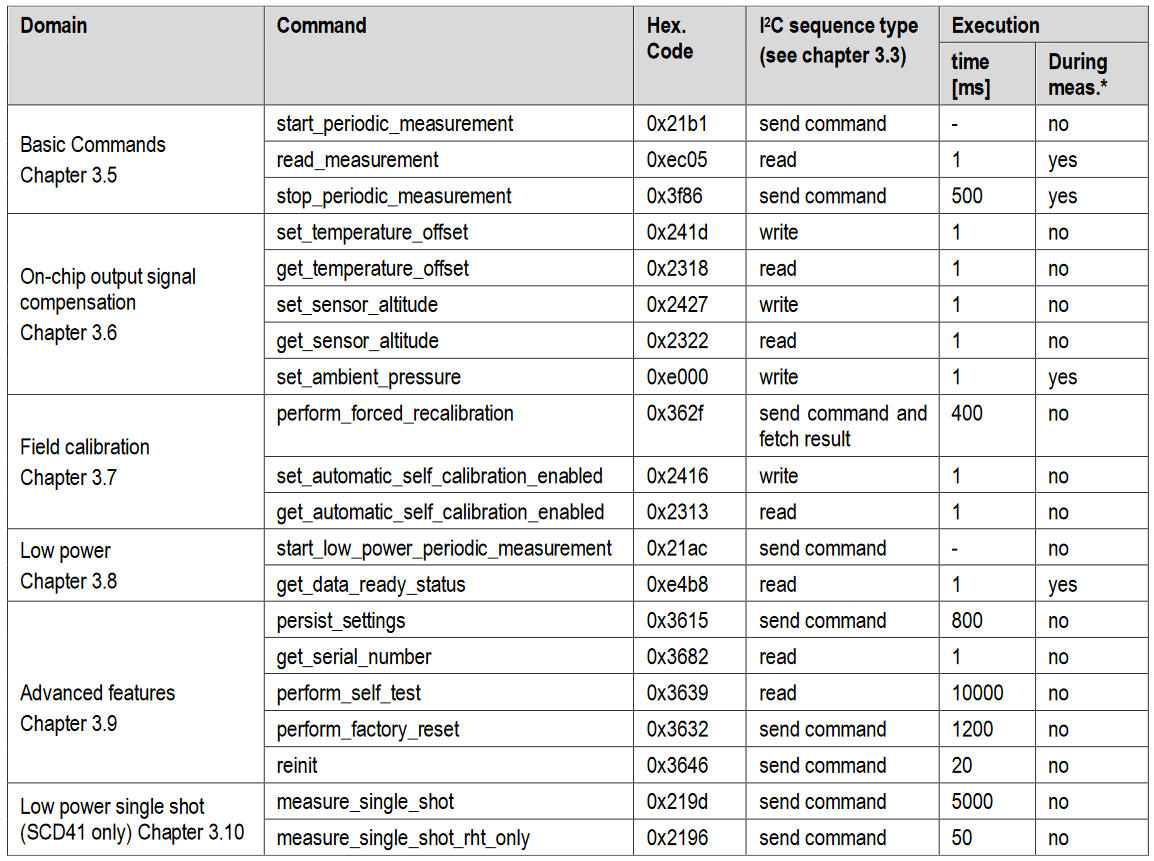 Domain Command Hex. Code I²C sequence type (see chapter 3.3) Execution
time [ms] During meas.*
Basic Commands
Chapter 3.5
start_periodic_measurement 0x21b1 send command - no
read_measurement 0xec05 read 1 yes
stop_periodic_measurement 0x3f86 send command 500 yes
On-chip output signal
compensation
Chapter 3.6
set_temperature_offset 0x241d write 1 no
get_temperature_offset 0x2318 read 1 no
set_sensor_altitude 0x2427 write 1 no
get_sensor_altitude 0x2322 read 1 no
set_ambient_pressure 0xe000 write 1 yes
Field calibration
Chapter 3.7
perform_forced_recalibration 0x362f send command and fetch result 400 no
set_automatic_self_calibration_enabled 0x2416 write 1 no
get_automatic_self_calibration_enabled 0x2313 read 1 no
Low power
Chapter 3.8
start_low_power_periodic_measurement 0x21ac send command - no
get_data_ready_status 0xe4b8 read 1 yes
Advanced features
Chapter 3.9
persist_settings 0x3615 send command 800 no
get_serial_number 0x3682 read 1 no
perform_self_test 0x3639 read 10000 no
perform_factory_reset 0x3632 send command 1200 no
reinit 0x3646 send command 20 no
Low power single shot
(SCD41 only) Chapter 3.10
measure_single_shot 0x219d send command 5000 no
measure_single_shot_rht_only 0x2196 send command 50 no